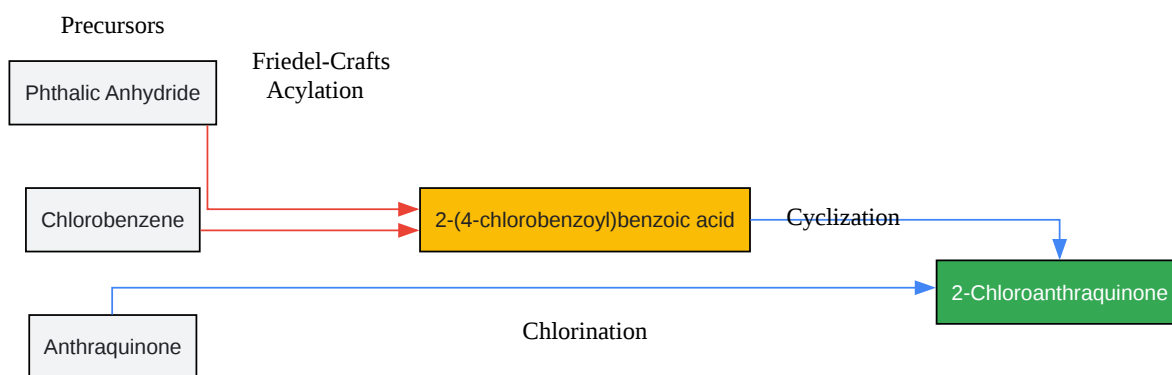 Precursors
Friedel-Crafts
Acylation
Phthalic Anhydride
Chlorobenzene
2-(4-chlorobenzoyl)benzoic acid
Cyclization
2-Chloroanthraquinone
Anthraquinone
Chlorination